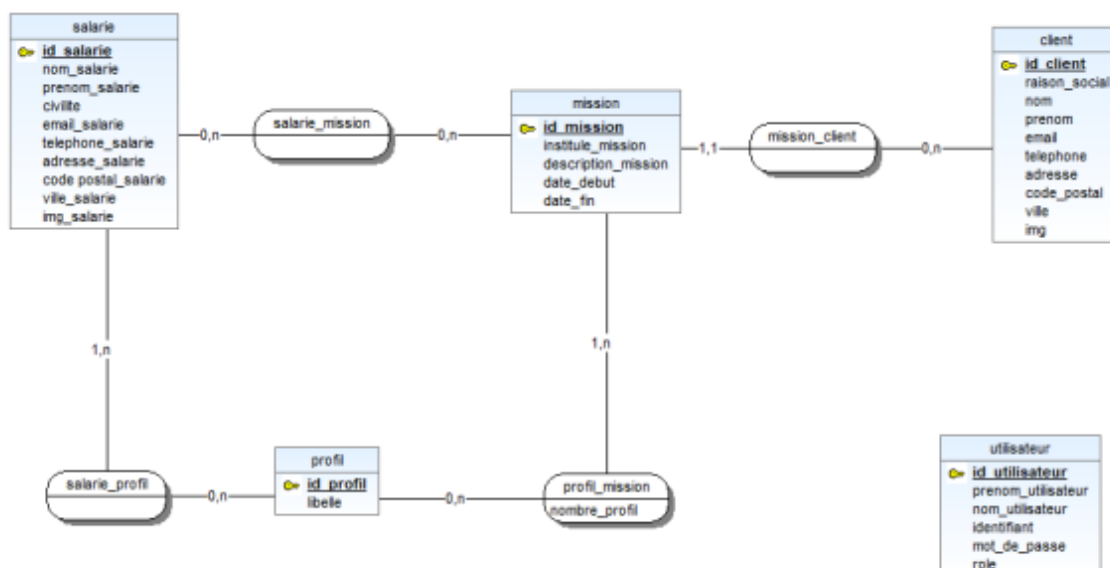 salarie
id_salarie
nom_salarie
prenom_salarie
civilite
email_salarie
telephone_salarie
adresse_salarie
code postal_salarie
ville_salarie
img_salarie
0,n
salarie_mission
0,n
mission
id_mission
institule_mission
description_mission
date_debut
date_fin
1,1
mission_client
0,n
client
id_client
raison_social
nom
prenom
email
telephone
adresse
code_postal
ville
img
1,n
1,n
salarie_profil
0,n
profil
id_profil
libelle
0,n
profil_mission
nombre_profil
utilisateur
id_utilisateur
prenom_utilisateur
nom_utilisateur
identifiant
mot_de_passe
role